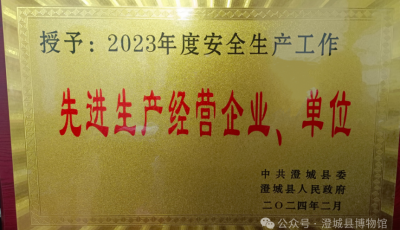 授予：2023年度安全生产工作
先进生产经营企业、单位
中共澄城县委
澄城县人民政府
二〇二四年二月
公众号 · 澄城县博物馆